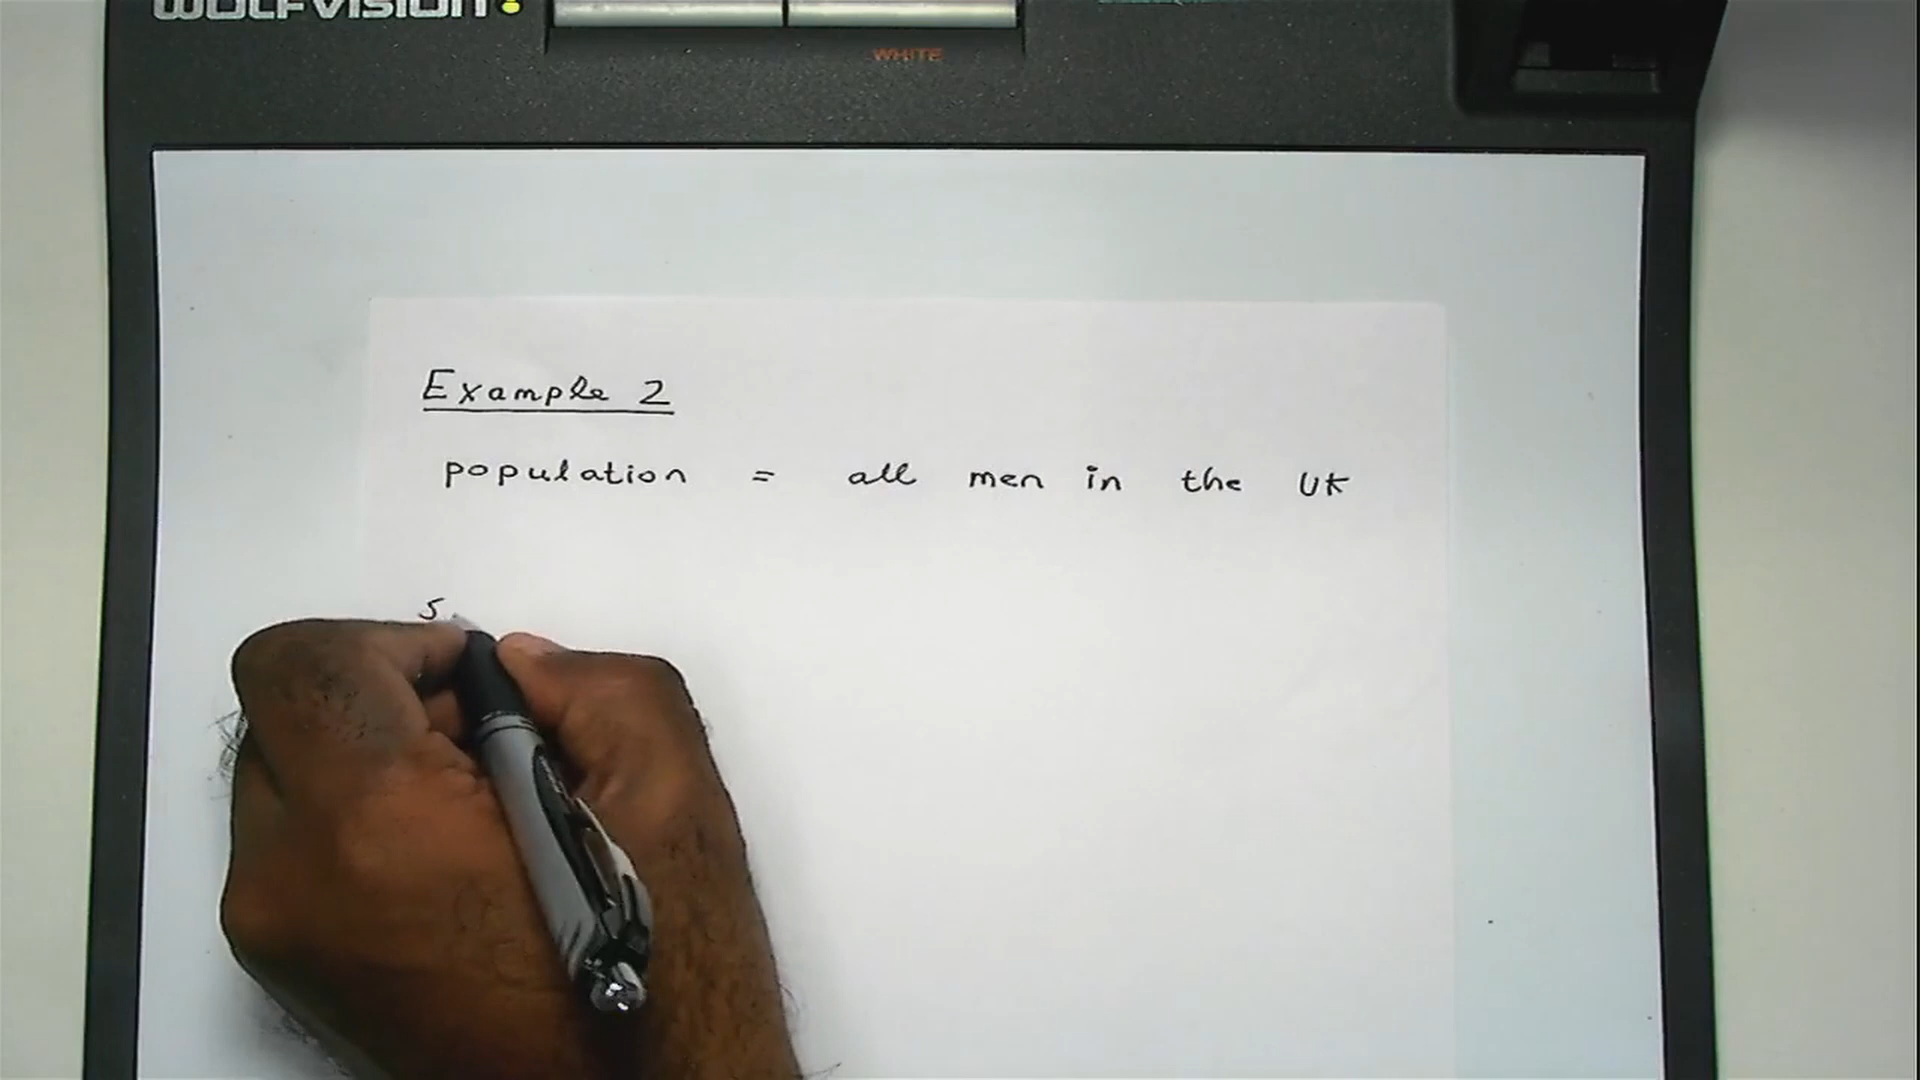 WOLFVISION
WHITE
Example 2
population = all men in the UK
s